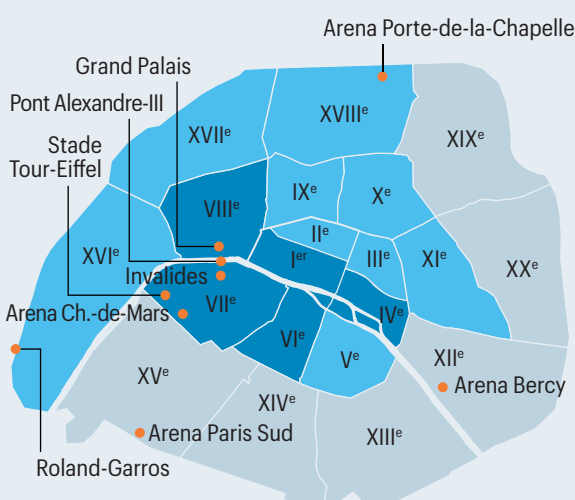 Arena Porte-de-la-Chapelle
Grand Palais
Pont Alexandre-III
Stade
Tour-Eiffel
XVIIᵉ
XVIIIᵉ
XIXᵉ
VIIIᵉ
IXᵉ
Xᵉ
XVIᵉ
IIᵉ
Iᵉʳ
IIIᵉ
XIᵉ
XXᵉ
Invalides
VIIᵉ
Arena Ch.-de-Mars
IVᵉ
VIᵉ
Vᵉ
XIIᵉ
XVᵉ
Arena Bercy
XIVᵉ
Arena Paris Sud
XIIIᵉ
Roland-Garros